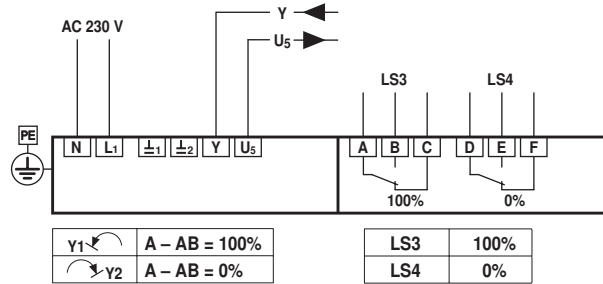 Y
AC 230 V
U5
LS3 LS4
PE
N L1 ⏚1 ⏚2 Y U5 A B C D E F
100% 0%
Y1 A – AB = 100%
Y2 A – AB = 0%
LS3 100%
LS4 0%